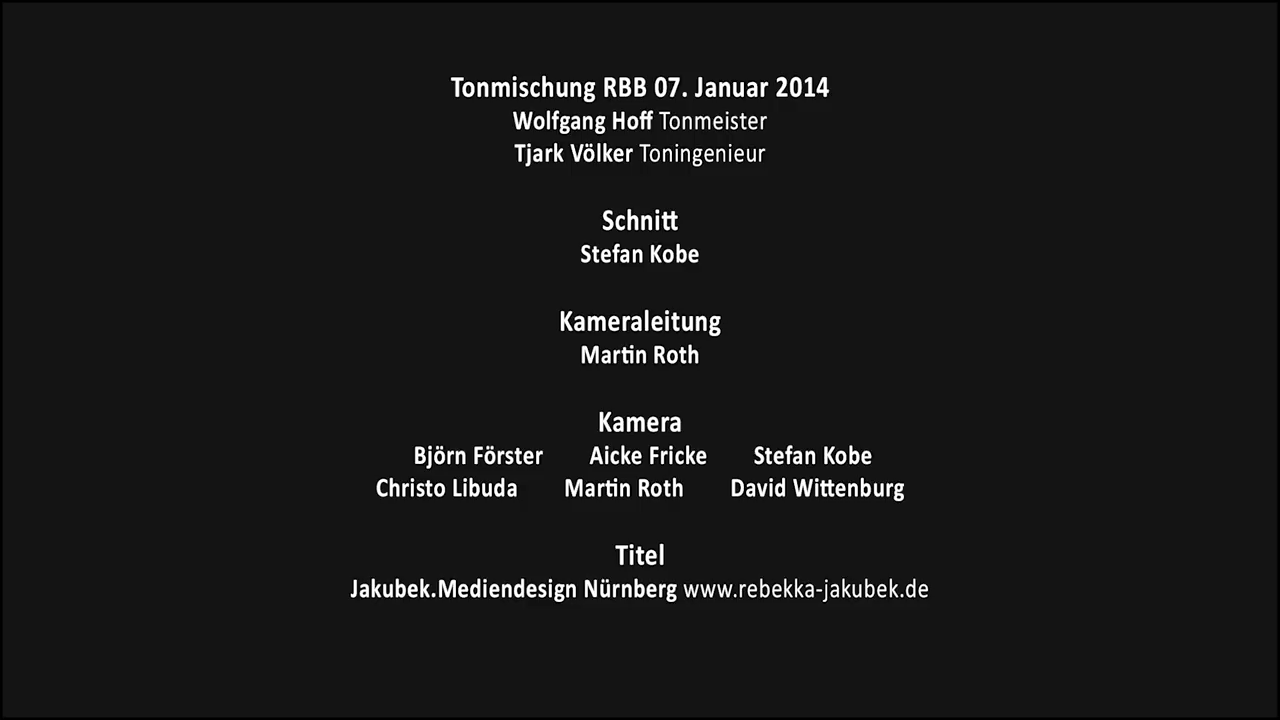 Tonmischung RBB 07. Januar 2014
Wolfgang Hoff Tonmeister
Tjark Völker Toningenieur
Schnitt
Stefan Kobe
Kameraleitung
Martin Roth
Kamera
Björn Förster Aicke Fricke Stefan Kobe
Christo Libuda Martin Roth David Wittenburg
Titel
Jakubek.Mediendesign Nürnberg www.rebekka-jakubek.de